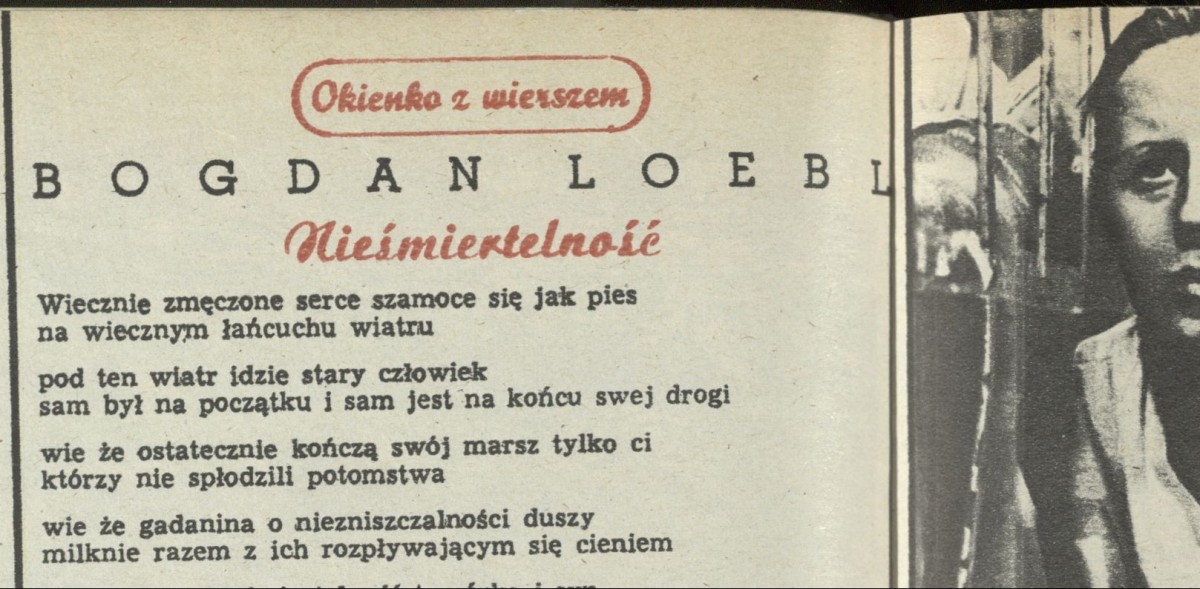 Okienko z wierszem
BOGDAN LOEBL
Nieśmiertelność
Wiecznie zmęczone serce szamoce się jak pies
na wiecznym łańcuchu wiatru
pod ten wiatr idzie stary człowiek
sam był na początku i sam jest na końcu swej drogi
wie że ostatecznie kończą swój marsz tylko ci
którzy nie spłodzili potomstwa
wie że gadanina o niezniszczalności duszy
milknie razem z ich rozpływającym się cieniem